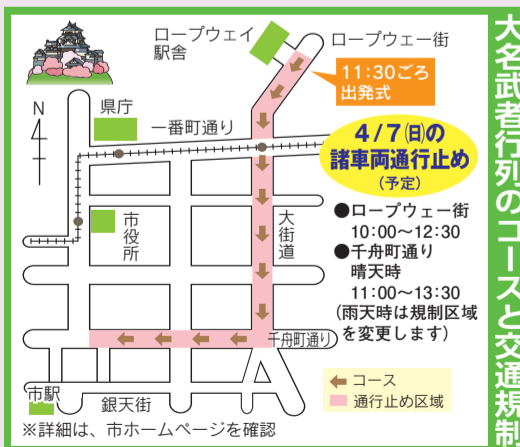 大名武者行列のコースと交通規制
ロープウェイ
駅舎
ロープウェー街
11:30ごろ
出発式
N
県庁
一番町通り
4/7㈰の
諸車両通行止め
(予定)
●ロープウェー街
10:00〜12:30
●千舟町通り
晴天時
11:00〜13:30
(雨天時は規制区域
を変更します)
市役所
大街道
千舟町通り
コース
通行止め区域
市駅
銀天街
※詳細は、市ホームページを確認